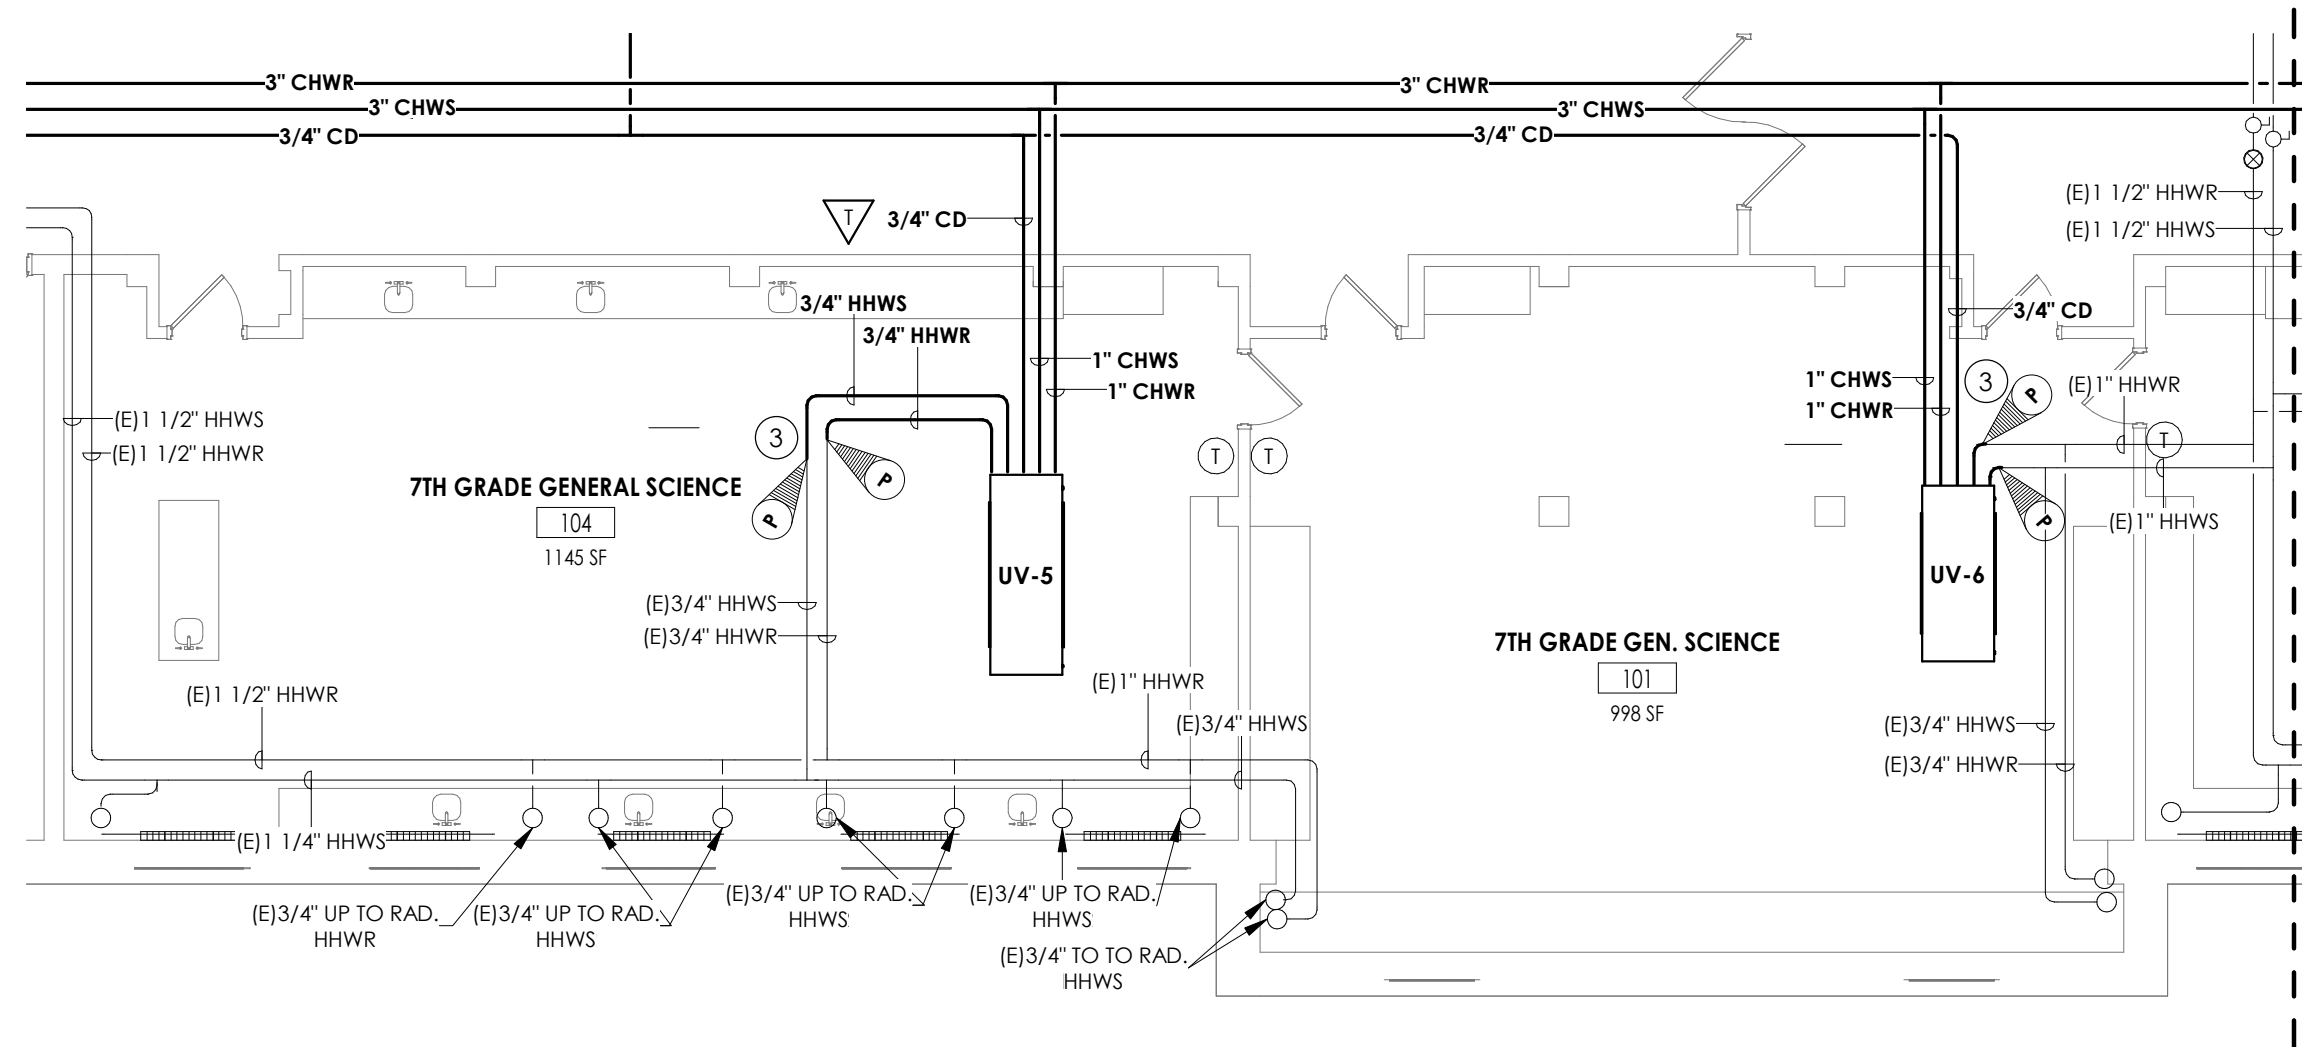 3" CHWR
3" CHWR
3" CHWS
3" CHWS
3/4" CD
3/4" CD
(E)1 1/2" HHWR
T
3/4" CD
(E)1 1/2" HHWS
3/4" HHWS
3/4" CD
3/4" HHWR
1" CHWS
1" CHWS
3
(E)1" HHWR
1" CHWR
P
1" CHWR
(E)1 1/2" HHWS
3
T
(E)1 1/2" HHWR
T
T
7TH GRADE GENERAL SCIENCE
P
104
P
P
(E)1" HHWS
1145 SF
UV-5
UV-6
(E)3/4" HHWS
(E)3/4" HHWR
7TH GRADE GEN. SCIENCE
101
998 SF
(E)1 1/2" HHWR
(E)1" HHWR
(E)3/4" HHWS
(E)3/4" HHWS
(E)3/4" HHWR
(E)1 1/4" HHWS
(E)3/4" UP TO RAD.
HHWR
(E)3/4" UP TO RAD.
HHWS
(E)3/4" UP TO RAD.
HHWS
(E)3/4" UP TO RAD.
HHWS
(E)3/4" TO TO RAD.
HHWS